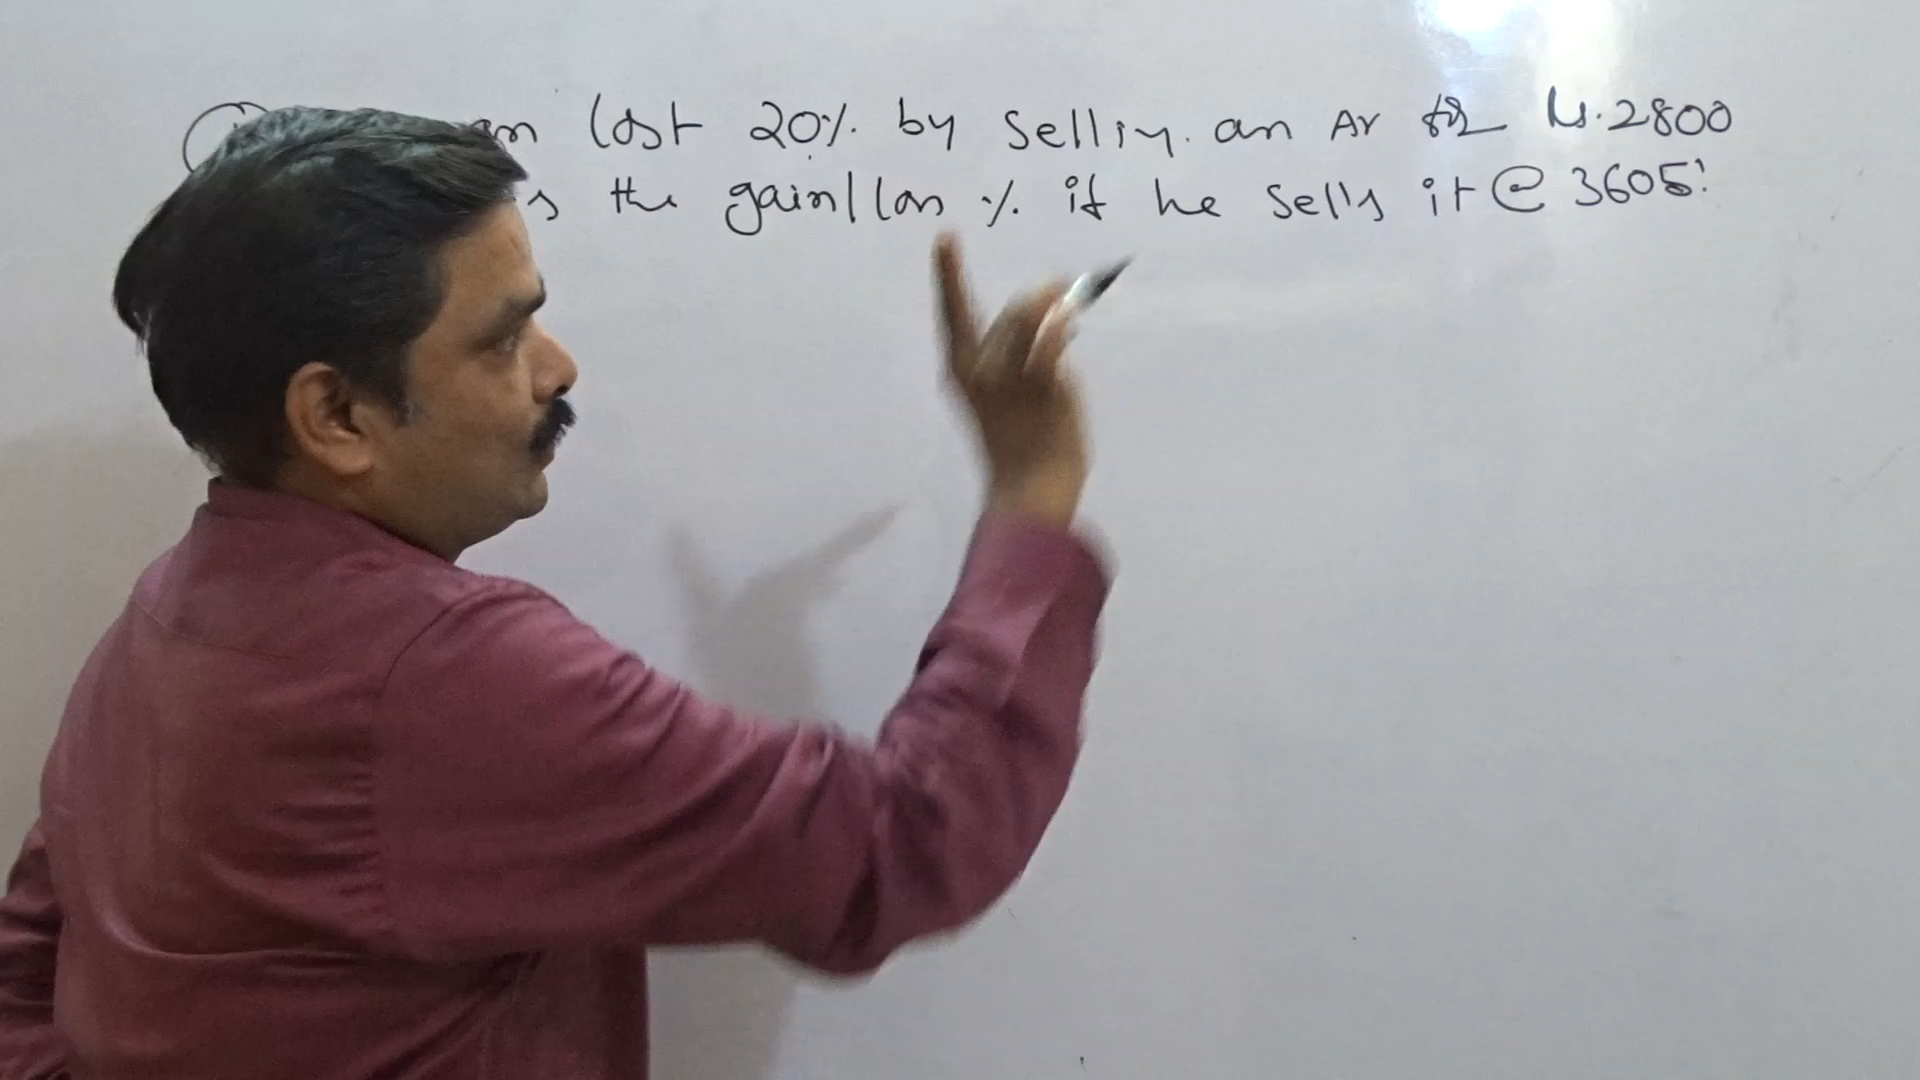 lost 20% by selling an Ar for Rs.2800
the gain/loss % if he sells it @ 3605?